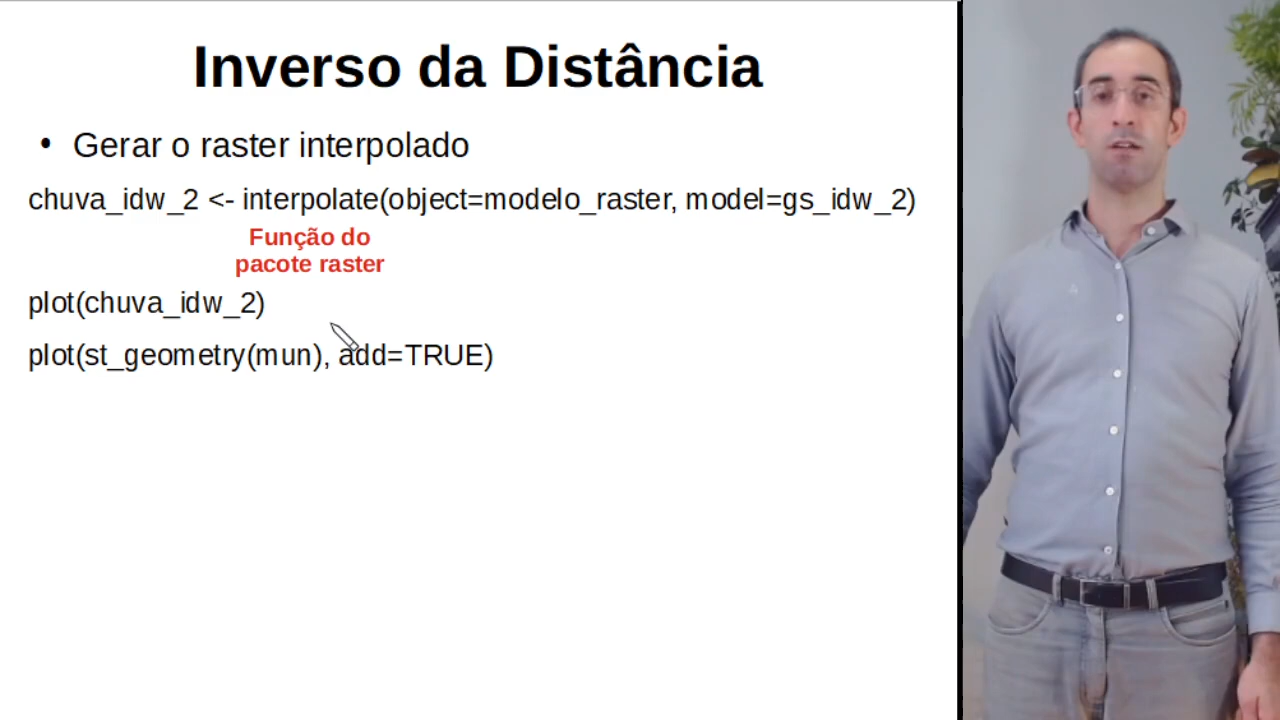 Inverso da Distância
• Gerar o raster interpolado
chuva_idw_2 <- interpolate(object=modelo_raster, model=gs_idw_2)
Função do
pacote raster
plot(chuva_idw_2)
plot(st_geometry(mun), add=TRUE)